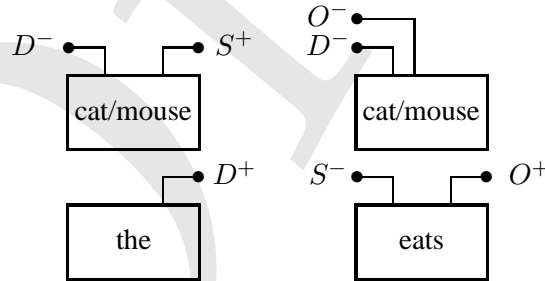 O⁻
D⁻ S⁺ D⁻
cat/mouse cat/mouse
D⁺ S⁻ O⁺
the eats